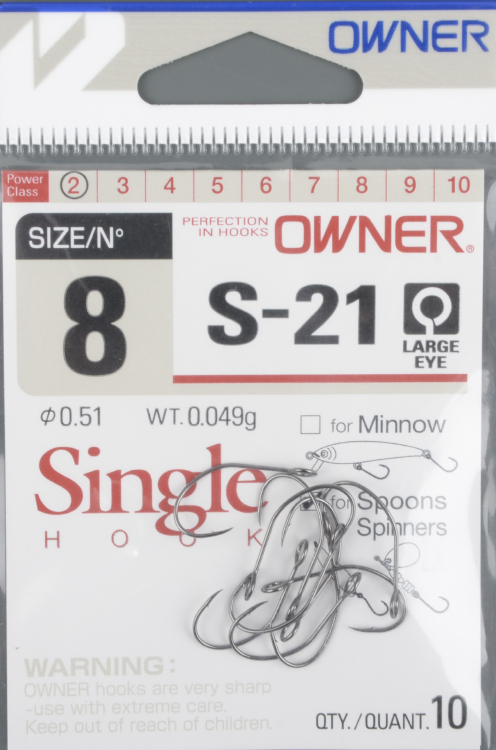 OWNER
Power Class 2 3 4 5 6 7 8 9 10
SIZE/Nº
8
PERFECTION IN HOOKS OWNER®
S-21
LARGE EYE
Φ0.51 WT. 0.049g
for Minnow
Single
HOOK
for Spoons
Spinners
WARNING:
OWNER hooks are very sharp
-use with extreme care.
Keep out of reach of children.
QTY./QUANT. 10